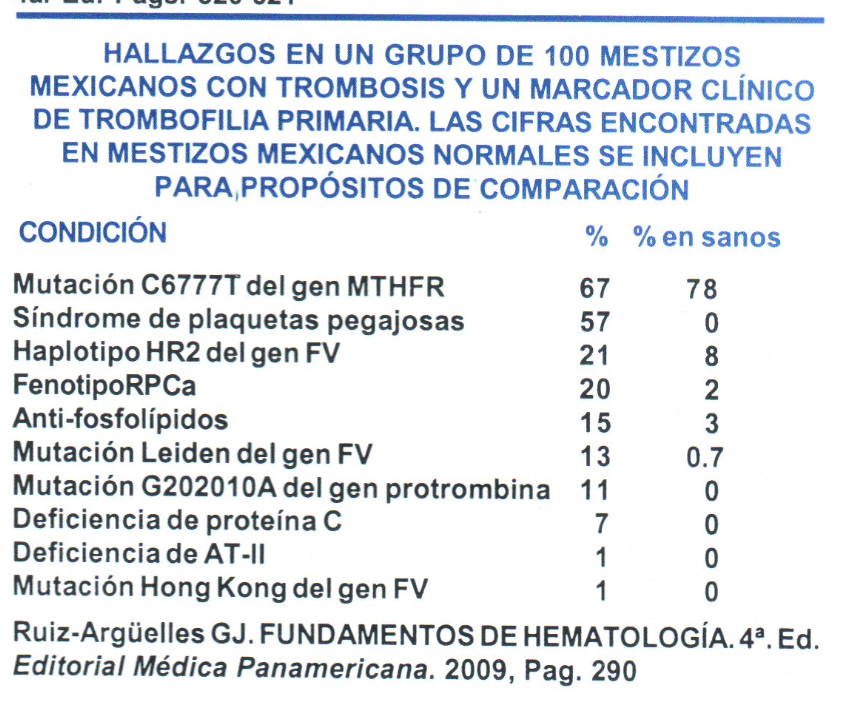 HALLAZGOS EN UN GRUPO DE 100 MESTIZOS
MEXICANOS CON TROMBOSIS Y UN MARCADOR CLÍNICO
DE TROMBOFILIA PRIMARIA. LAS CIFRAS ENCONTRADAS
EN MESTIZOS MEXICANOS NORMALES SE INCLUYEN
PARA PROPÓSITOS DE COMPARACIÓN
CONDICIÓN % % en sanos
Mutación C6777T del gen MTHFR 67 78
Síndrome de plaquetas pegajosas 57 0
Haplotipo HR2 del gen FV 21 8
FenotipoRPCa 20 2
Anti-fosfolípidos 15 3
Mutación Leiden del gen FV 13 0.7
Mutación G202010A del gen protrombina 11 0
Deficiencia de proteína C 7 0
Deficiencia de AT-II 1 0
Mutación Hong Kong del gen FV 1 0
Ruiz-Argüelles GJ. FUNDAMENTOS DE HEMATOLOGÍA. 4ª. Ed.
Editorial Médica Panamericana. 2009, Pag. 290